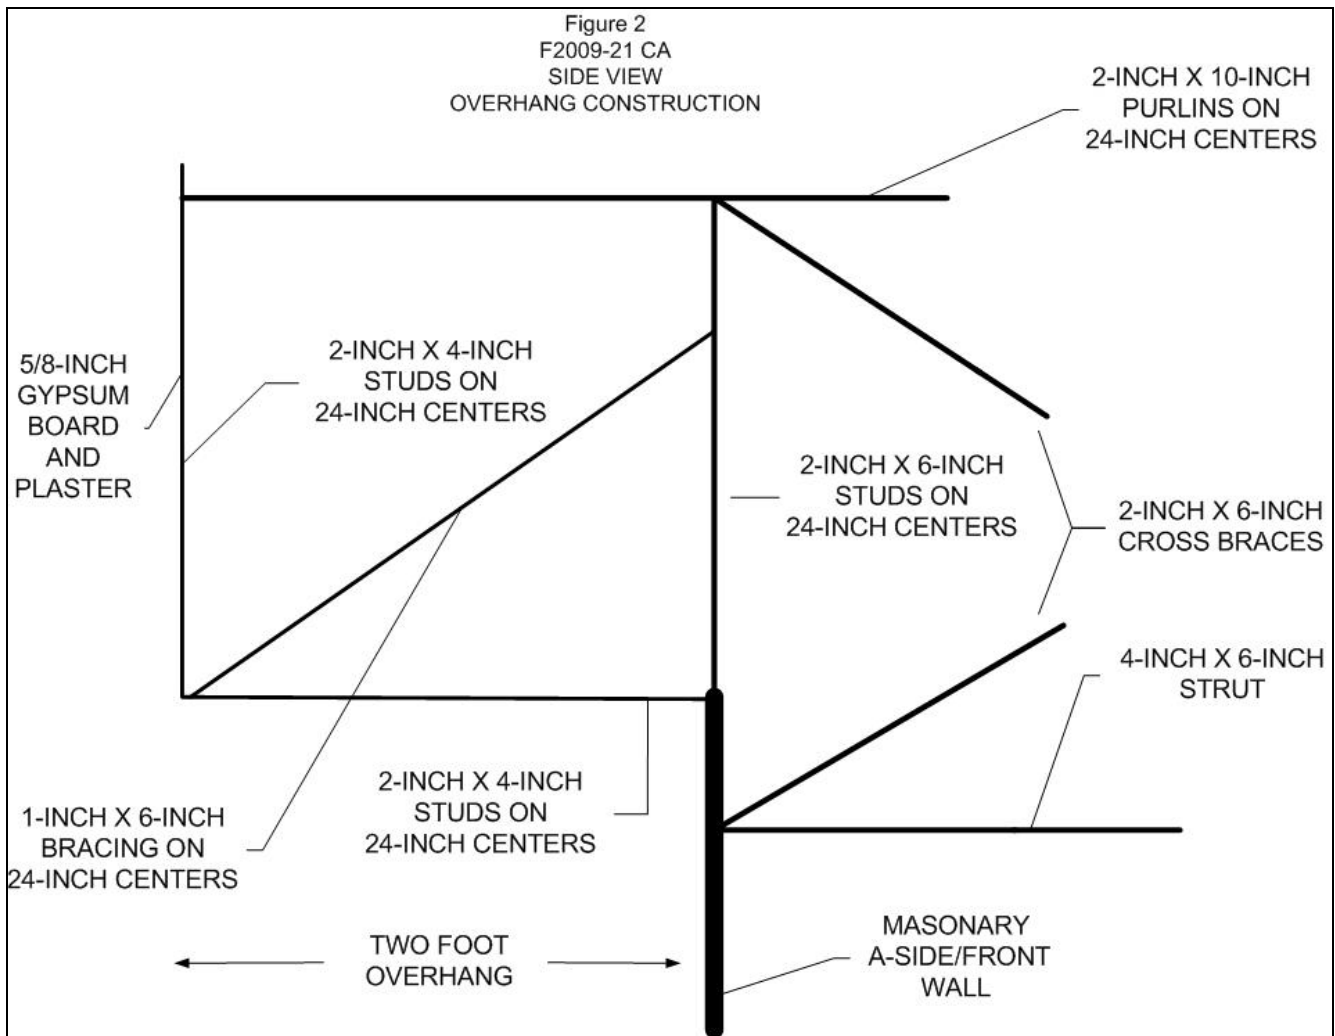 Figure 2
F2009-21 CA
SIDE VIEW
OVERHANG CONSTRUCTION
2-INCH X 10-INCH
PURLINS ON
24-INCH CENTERS
5/8-INCH
GYPSUM
BOARD
AND
PLASTER
2-INCH X 4-INCH
STUDS ON
24-INCH CENTERS
2-INCH X 6-INCH
STUDS ON
24-INCH CENTERS
2-INCH X 6-INCH
CROSS BRACES
4-INCH X 6-INCH
STRUT
1-INCH X 6-INCH
BRACING ON
24-INCH CENTERS
2-INCH X 4-INCH
STUDS ON
24-INCH CENTERS
TWO FOOT
OVERHANG
MASONARY
A-SIDE/FRONT
WALL